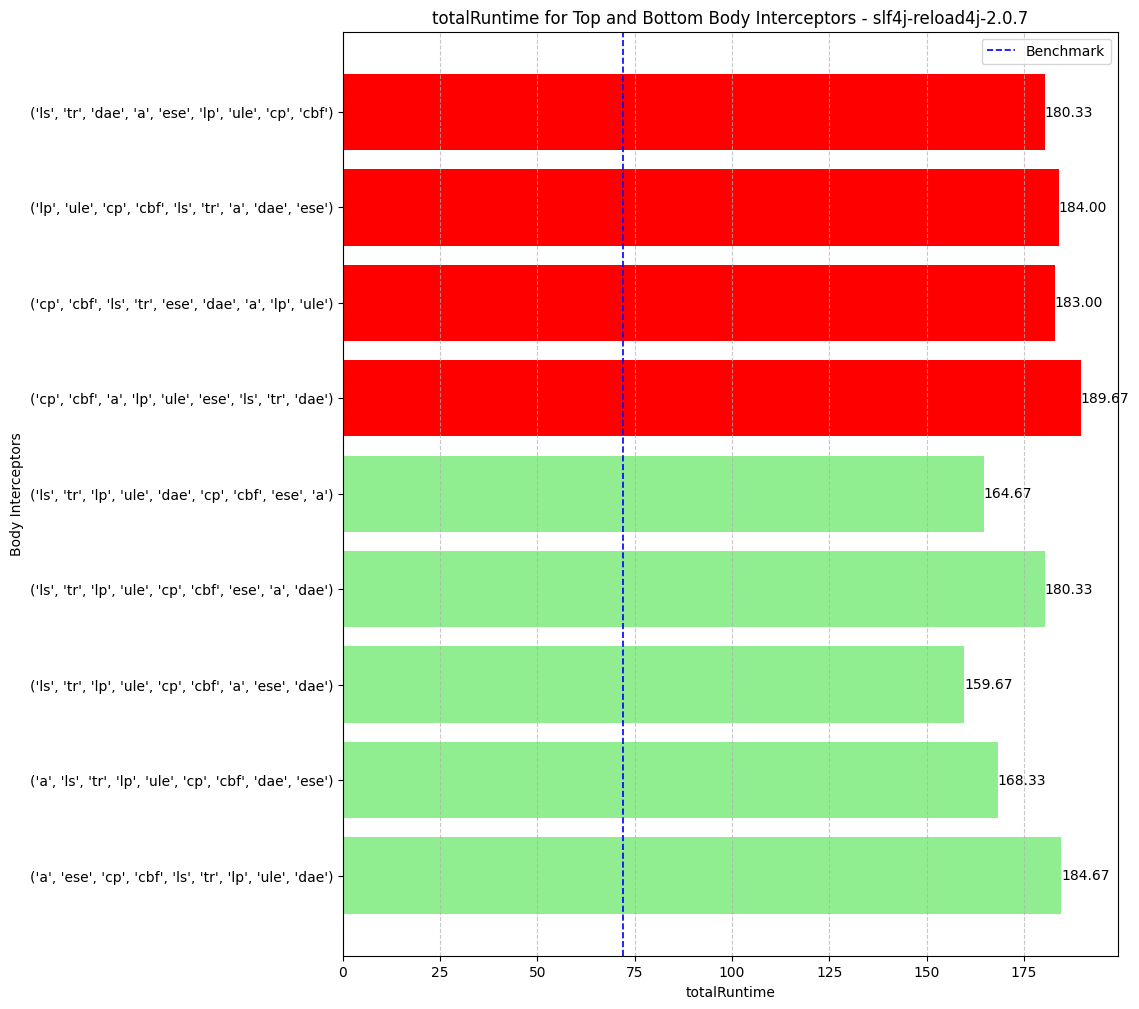 totalRuntime for Top and Bottom Body Interceptors - slf4j-reload4j-2.0.7
Benchmark
('ls', 'tr', 'dae', 'a', 'ese', 'lp', 'ule', 'cp', 'cbf')
180.33
('lp', 'ule', 'cp', 'cbf', 'ls', 'tr', 'a', 'dae', 'ese')
184.00
('cp', 'cbf', 'ls', 'tr', 'ese', 'dae', 'a', 'lp', 'ule')
183.00
('cp', 'cbf', 'a', 'lp', 'ule', 'ese', 'ls', 'tr', 'dae')
189.67
('ls', 'tr', 'lp', 'ule', 'dae', 'cp', 'cbf', 'ese', 'a')
164.67
('ls', 'tr', 'lp', 'ule', 'cp', 'cbf', 'ese', 'a', 'dae')
180.33
('ls', 'tr', 'lp', 'ule', 'cp', 'cbf', 'a', 'ese', 'dae')
159.67
('a', 'ls', 'tr', 'lp', 'ule', 'cp', 'cbf', 'dae', 'ese')
168.33
('a', 'ese', 'cp', 'cbf', 'ls', 'tr', 'lp', 'ule', 'dae')
184.67
Body Interceptors
0 25 50 75 100 125 150 175
totalRuntime